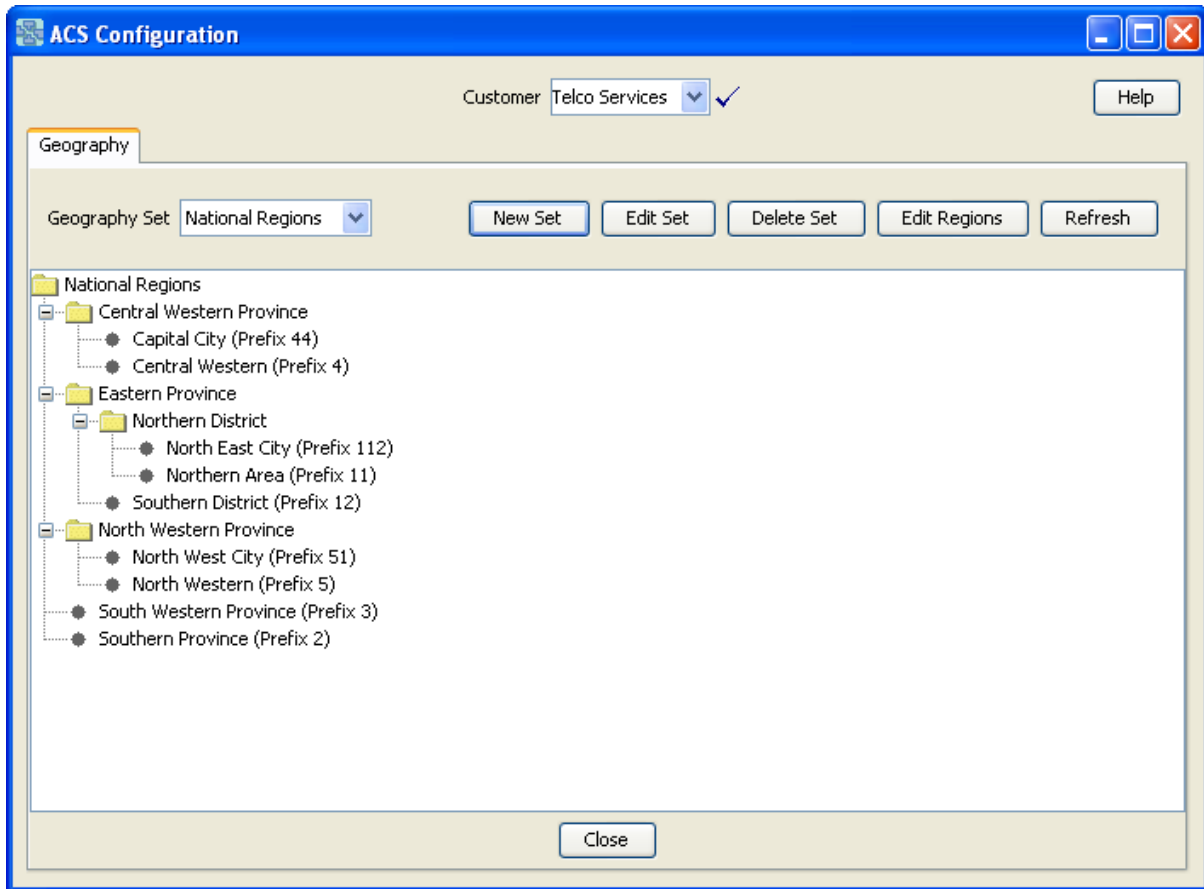 ACS Configuration
Customer Telco Services Help
Geography
Geography Set National Regions New Set Edit Set Delete Set Edit Regions Refresh
National Regions
Central Western Province
Capital City (Prefix 44)
Central Western (Prefix 4)
Eastern Province
Northern District
North East City (Prefix 112)
Northern Area (Prefix 11)
Southern District (Prefix 12)
North Western Province
North West City (Prefix 51)
North Western (Prefix 5)
South Western Province (Prefix 3)
Southern Province (Prefix 2)
Close